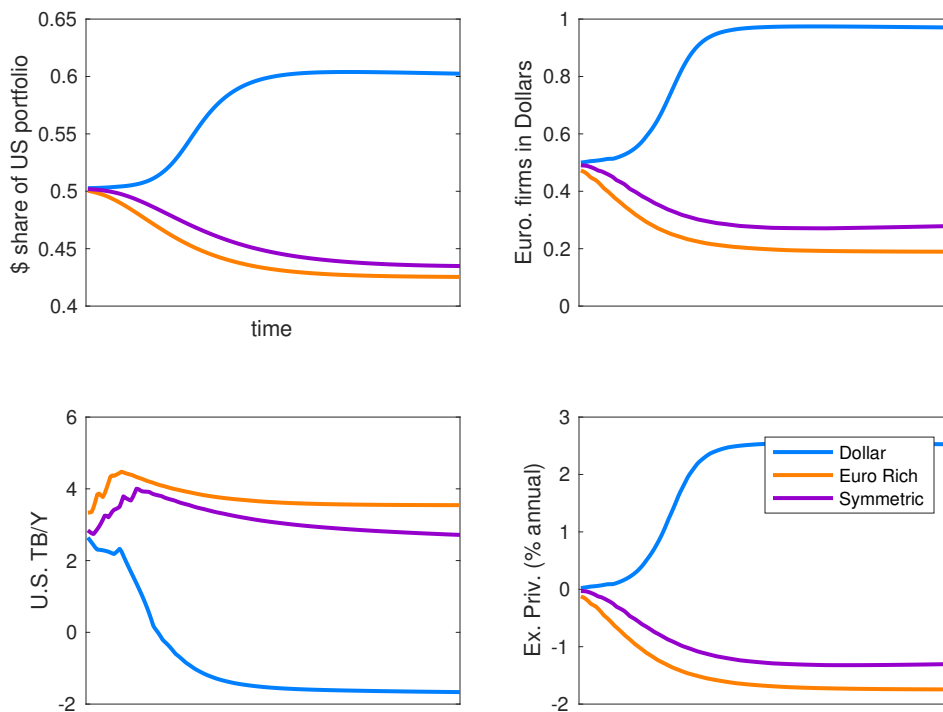 $ share of US portfolio
0.65
0.6
0.55
0.5
0.45
0.4
time
Euro. firms in Dollars
1
0.8
0.6
0.4
0.2
0
U.S. TB/Y
6
4
2
0
-2
Ex. Priv. (% annual)
3
2
1
0
-1
-2
Dollar
Euro Rich
Symmetric